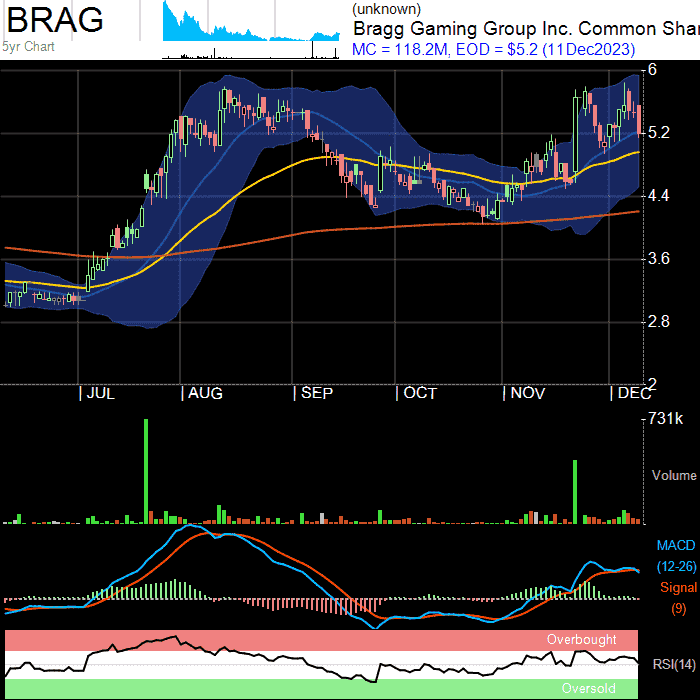 BRAG
5yr Chart
(unknown)
Bragg Gaming Group Inc. Common Shar
MC = 118.2M, EOD = $5.2 (11Dec2023)
6
5.2
4.4
3.6
2.8
2
JUL AUG SEP OCT NOV DEC
731k
Volume
MACD
(12-26)
Signal
(9)
Overbought
RSI(14)
Oversold